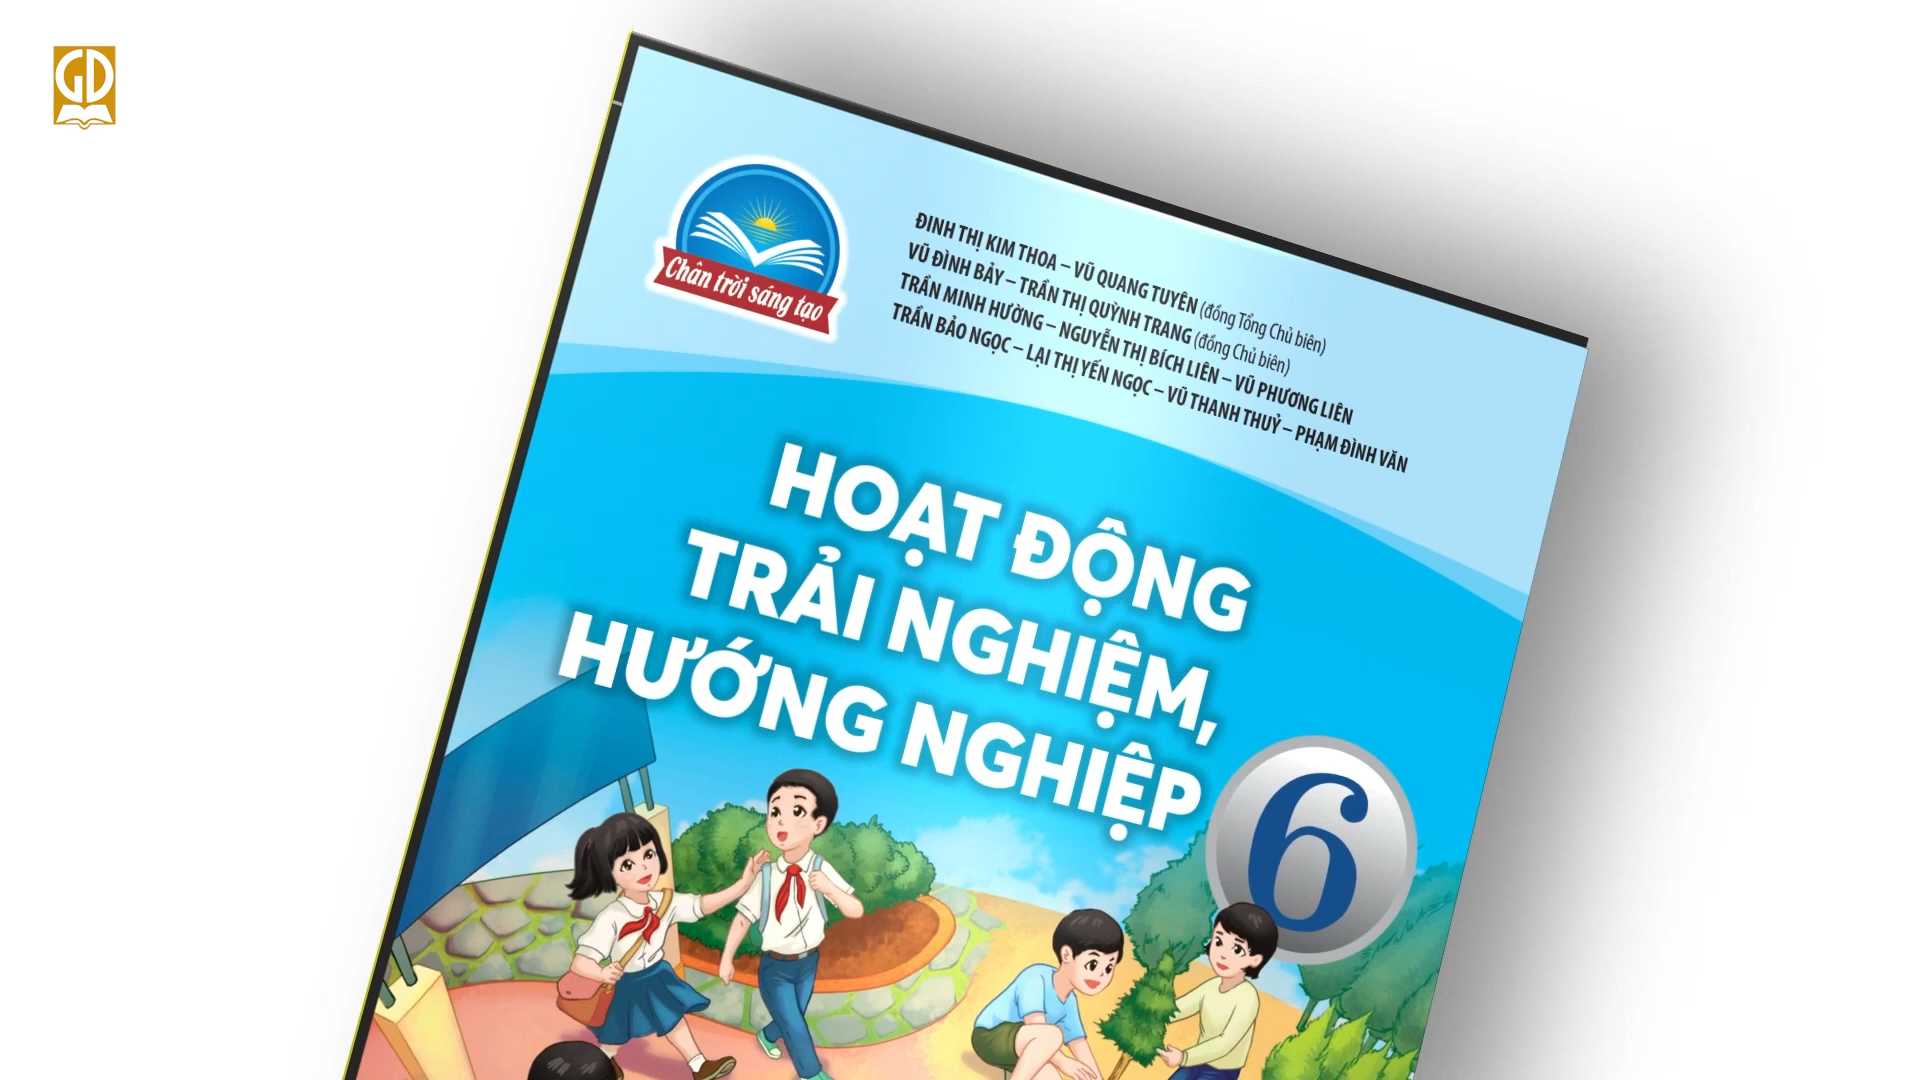 GD
Chân trời sáng tạo
ĐINH THỊ KIM THOA – VŨ QUANG TUYÊN (đồng Tổng Chủ biên)
VŨ ĐÌNH BẢY – TRẦN THỊ QUỲNH TRANG (đồng Chủ biên)
TRẦN MINH HƯỜNG – NGUYỄN THỊ BÍCH LIÊN – VŨ PHƯƠNG LIÊN
TRẦN BẢO NGỌC – LẠI THỊ YẾN NGỌC – VŨ THANH THUỶ – PHẠM ĐÌNH VĂN
HOẠT ĐỘNG
TRẢI NGHIỆM,
HƯỚNG NGHIỆP
6